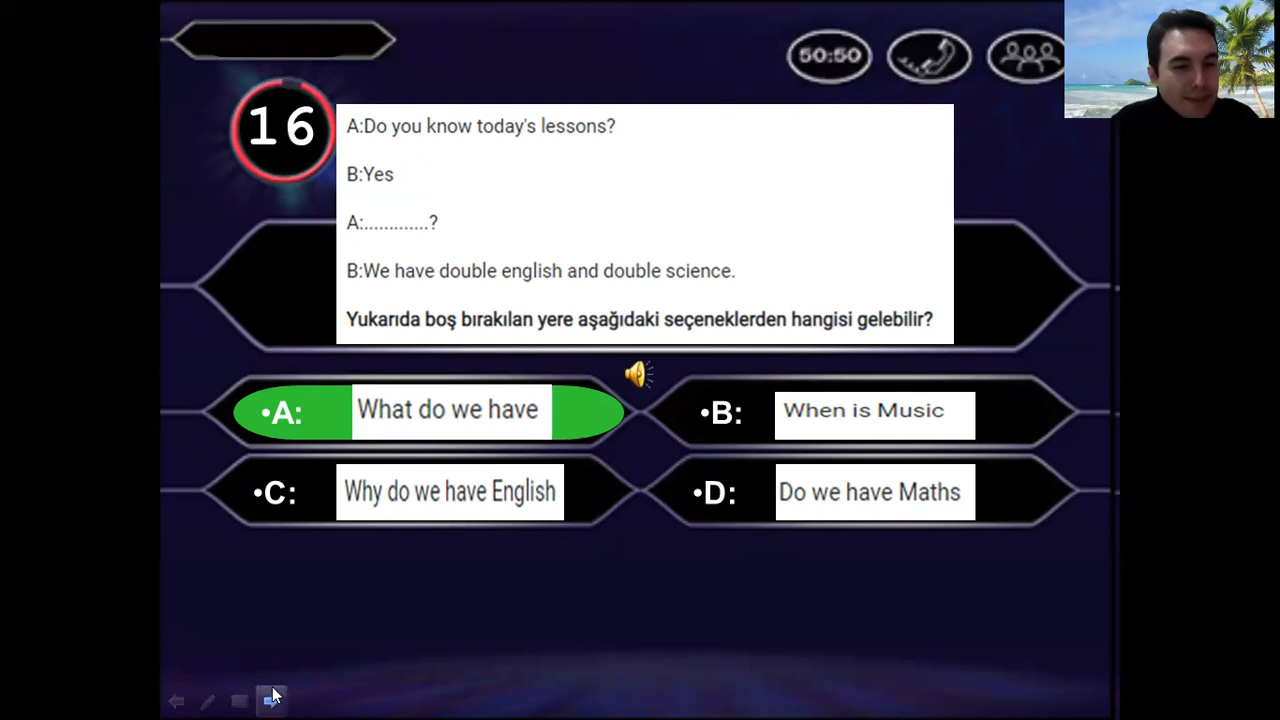 50:50
16
A:Do you know today's lessons?
B:Yes
A:.............?
B:We have double english and double science.
Yukarıda boş bırakılan yere aşağıdaki seçeneklerden hangisi gelebilir?
•A: What do we have
•B: When is Music
•C: Why do we have English
•D: Do we have Maths